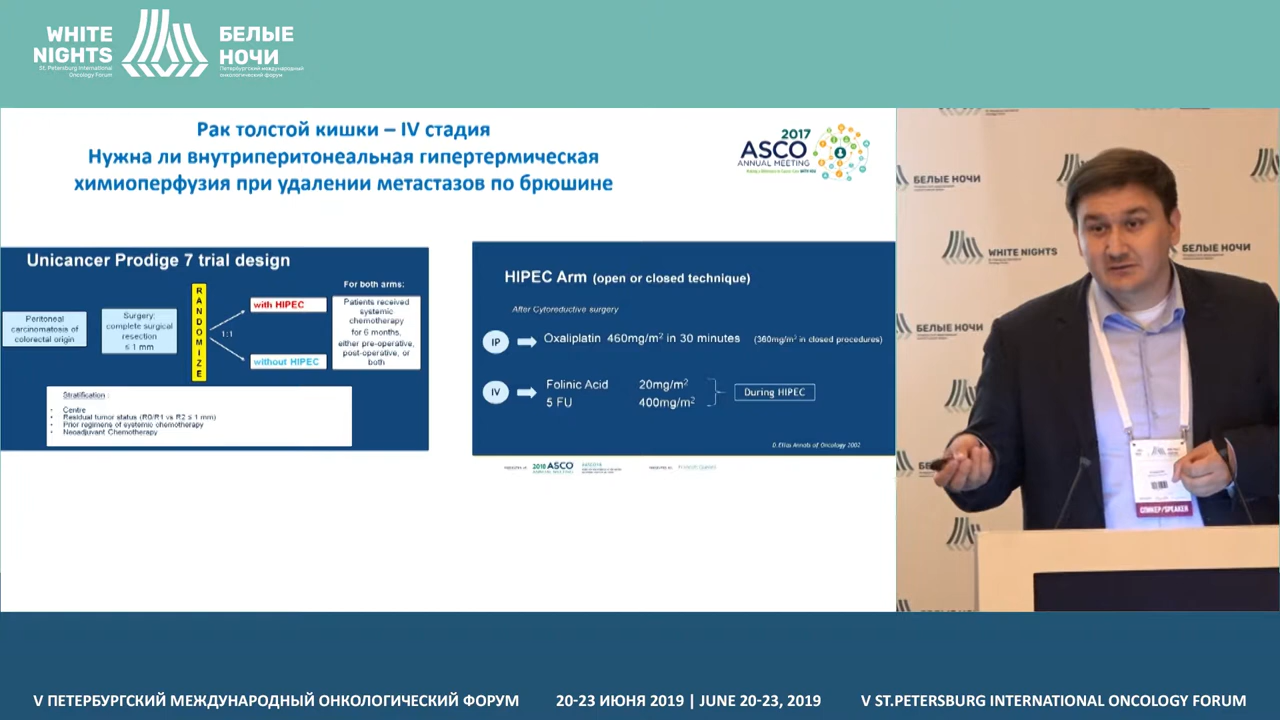 WHITE
NIGHTS
St. Petersburg International
Oncology Forum
БЕЛЫЕ
НОЧИ
Петербургский международный
онкологический форум
Рак толстой кишки – IV стадия
Нужна ли внутриперитонеальная гипертермическая
химиоперфузия при удалении метастазов по брюшине
2017
ASCO
ANNUAL MEETING
Unicancer Prodige 7 trial design
Peritoneal
carcinomatosis of
colorectal origin
Surgery:
complete surgical
resection
≤ 1 mm
RANDOMIZE
1:1
with HIPEC
without HIPEC
For both arms:
Patients received
systemic
chemotherapy
for 6 months,
either pre-operative,
post-operative, or
both
Stratification :
• Centre
• Residual tumor status (R0/R1 vs R2 ≤ 1 mm)
• Prior regimens of systemic chemotherapy
• Neoadjuvant Chemotherapy
HIPEC Arm (open or closed technique)
After Cytoreductive surgery
IP Oxaliplatin 460mg/m² in 30 minutes (360mg/m² in closed procedures)
IV Folinic Acid 20mg/m²
5 FU 400mg/m²
During HIPEC
D.Elias Annals of Oncology 2002
PRESENTED AT: 2018 ASCO
ANNUAL MEETING
PRESENTED BY:
БЕЛЫЕ НОЧИ
WHITE NIGHTS
БЕЛЫЕ НОЧИ
БЕЛЫЕ НОЧИ
СПИКЕР/SPEAKER
V ПЕТЕРБУРГСКИЙ МЕЖДУНАРОДНЫЙ ОНКОЛОГИЧЕСКИЙ ФОРУМ
20-23 ИЮНЯ 2019 | JUNE 20-23, 2019
V ST.PETERSBURG INTERNATIONAL ONCOLOGY FORUM